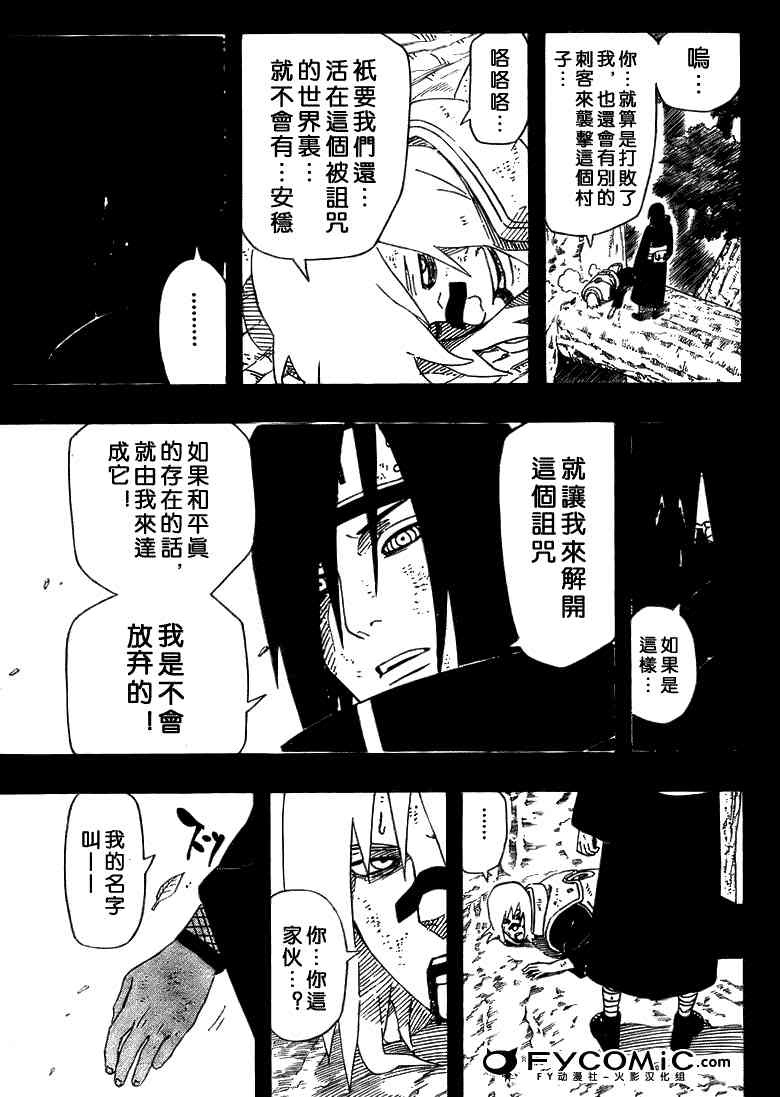 嗚…
你…就算是打敗了
我，也還會有別的
刺客來襲擊這個村
子…
咯咯咯…
衹要我們還…
活在這個被詛咒
的世界裏…
就不會有…安穩
………
如果是
這樣…
就讓我來解開
這個詛咒
如果和平眞
的存在的話，
就由我來達
成它！
我是不會
放弃的！
………
你…你這
家伙…？
我的名字
叫——
FYCOMiC.com
FY动漫社-火影汉化组